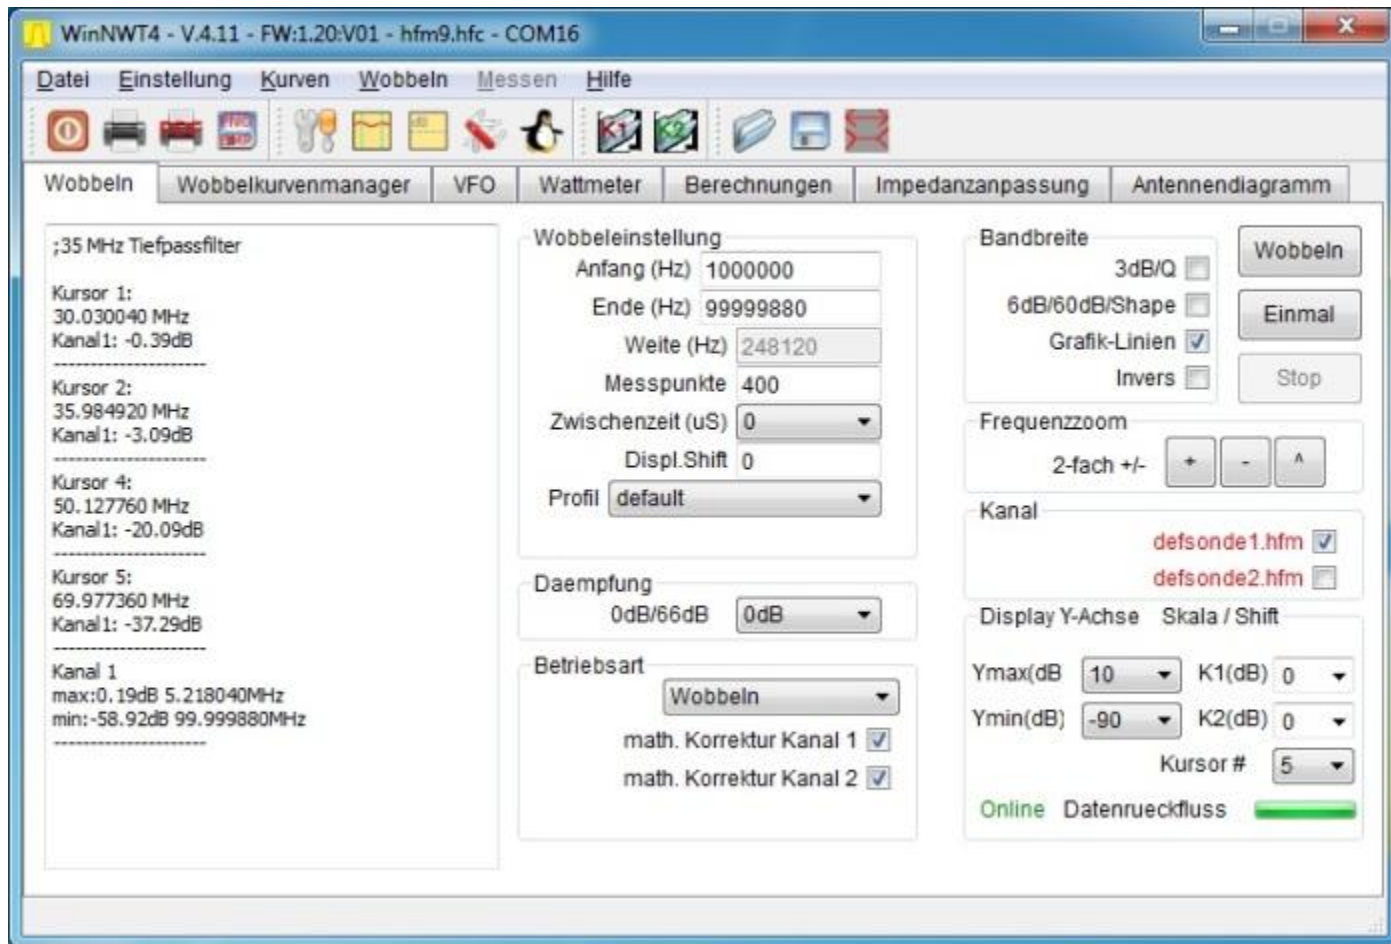 WinNWT4 - V.4.11 - FW:1.20:V01 - hfm9.hfc - COM16
Datei Einstellung Kurven Wobbeln Messen Hilfe
K1 K2
Wobbeln Wobbelkurvenmanager VFO Wattmeter Berechnungen Impedanzanpassung Antennendiagramm
;35 MHz Tiefpassfilter
Kursor 1:
30.030040 MHz
Kanal1: -0.39dB
----------------------
Kursor 2:
35.984920 MHz
Kanal1: -3.09dB
----------------------
Kursor 4:
50.127760 MHz
Kanal1: -20.09dB
----------------------
Kursor 5:
69.977360 MHz
Kanal1: -37.29dB
----------------------
Kanal 1
max:0.19dB 5.218040MHz
min:-58.92dB 99.999880MHz
----------------------
Wobbeleinstellung
Anfang (Hz) 1000000
Ende (Hz) 99999880
Weite (Hz) 248120
Messpunkte 400
Zwischenzeit (uS) 0
Displ.Shift 0
Profil default
Daempfung
0dB/66dB 0dB
Betriebsart
Wobbeln
math. Korrektur Kanal 1
math. Korrektur Kanal 2
Bandbreite
3dB/Q
6dB/60dB/Shape
Grafik-Linien
Invers
Wobbeln
Einmal
Stop
Frequenzzoom
2-fach +/- + - ^
Kanal
defsonde1.hfm
defsonde2.hfm
Display Y-Achse Skala / Shift
Ymax(dB 10 K1(dB) 0
Ymin(dB) -90 K2(dB) 0
Kursor # 5
Online Datenrueckfluss